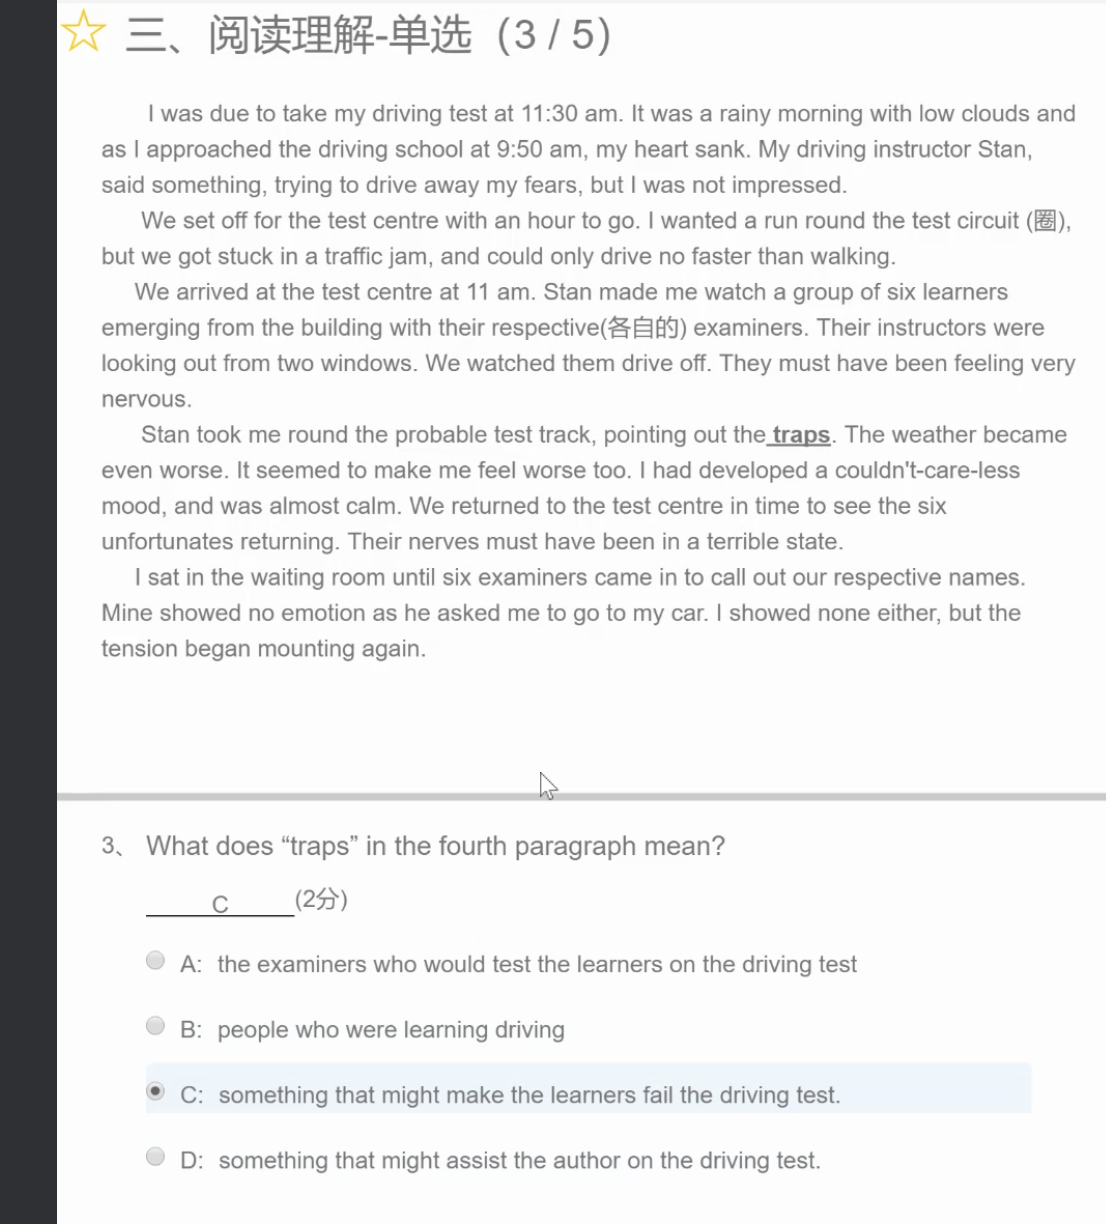 三、阅读理解-单选（3 / 5）
I was due to take my driving test at 11:30 am. It was a rainy morning with low clouds and
as I approached the driving school at 9:50 am, my heart sank. My driving instructor Stan,
said something, trying to drive away my fears, but I was not impressed.
We set off for the test centre with an hour to go. I wanted a run round the test circuit (圈),
but we got stuck in a traffic jam, and could only drive no faster than walking.
We arrived at the test centre at 11 am. Stan made me watch a group of six learners
emerging from the building with their respective(各自的) examiners. Their instructors were
looking out from two windows. We watched them drive off. They must have been feeling very
nervous.
Stan took me round the probable test track, pointing out the traps. The weather became
even worse. It seemed to make me feel worse too. I had developed a couldn't-care-less
mood, and was almost calm. We returned to the test centre in time to see the six
unfortunates returning. Their nerves must have been in a terrible state.
I sat in the waiting room until six examiners came in to call out our respective names.
Mine showed no emotion as he asked me to go to my car. I showed none either, but the
tension began mounting again.
3、 What does “traps” in the fourth paragraph mean?
C (2分)
A: the examiners who would test the learners on the driving test
B: people who were learning driving
C: something that might make the learners fail the driving test.
D: something that might assist the author on the driving test.